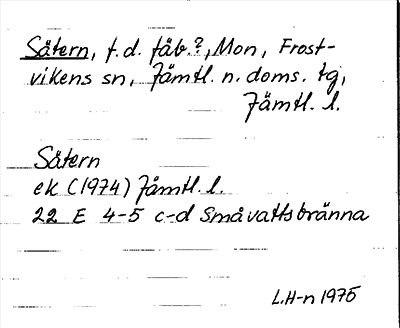 Såtern, f.d. fäb.?, Mon, Frost-
vikens sn, Jämtl. n. doms. tg,
Jämtl. l.
Såtern
ek (1974) Jämtl. l.
22 E 4-5 c-d Småvattsbränna
L.H-n 1975